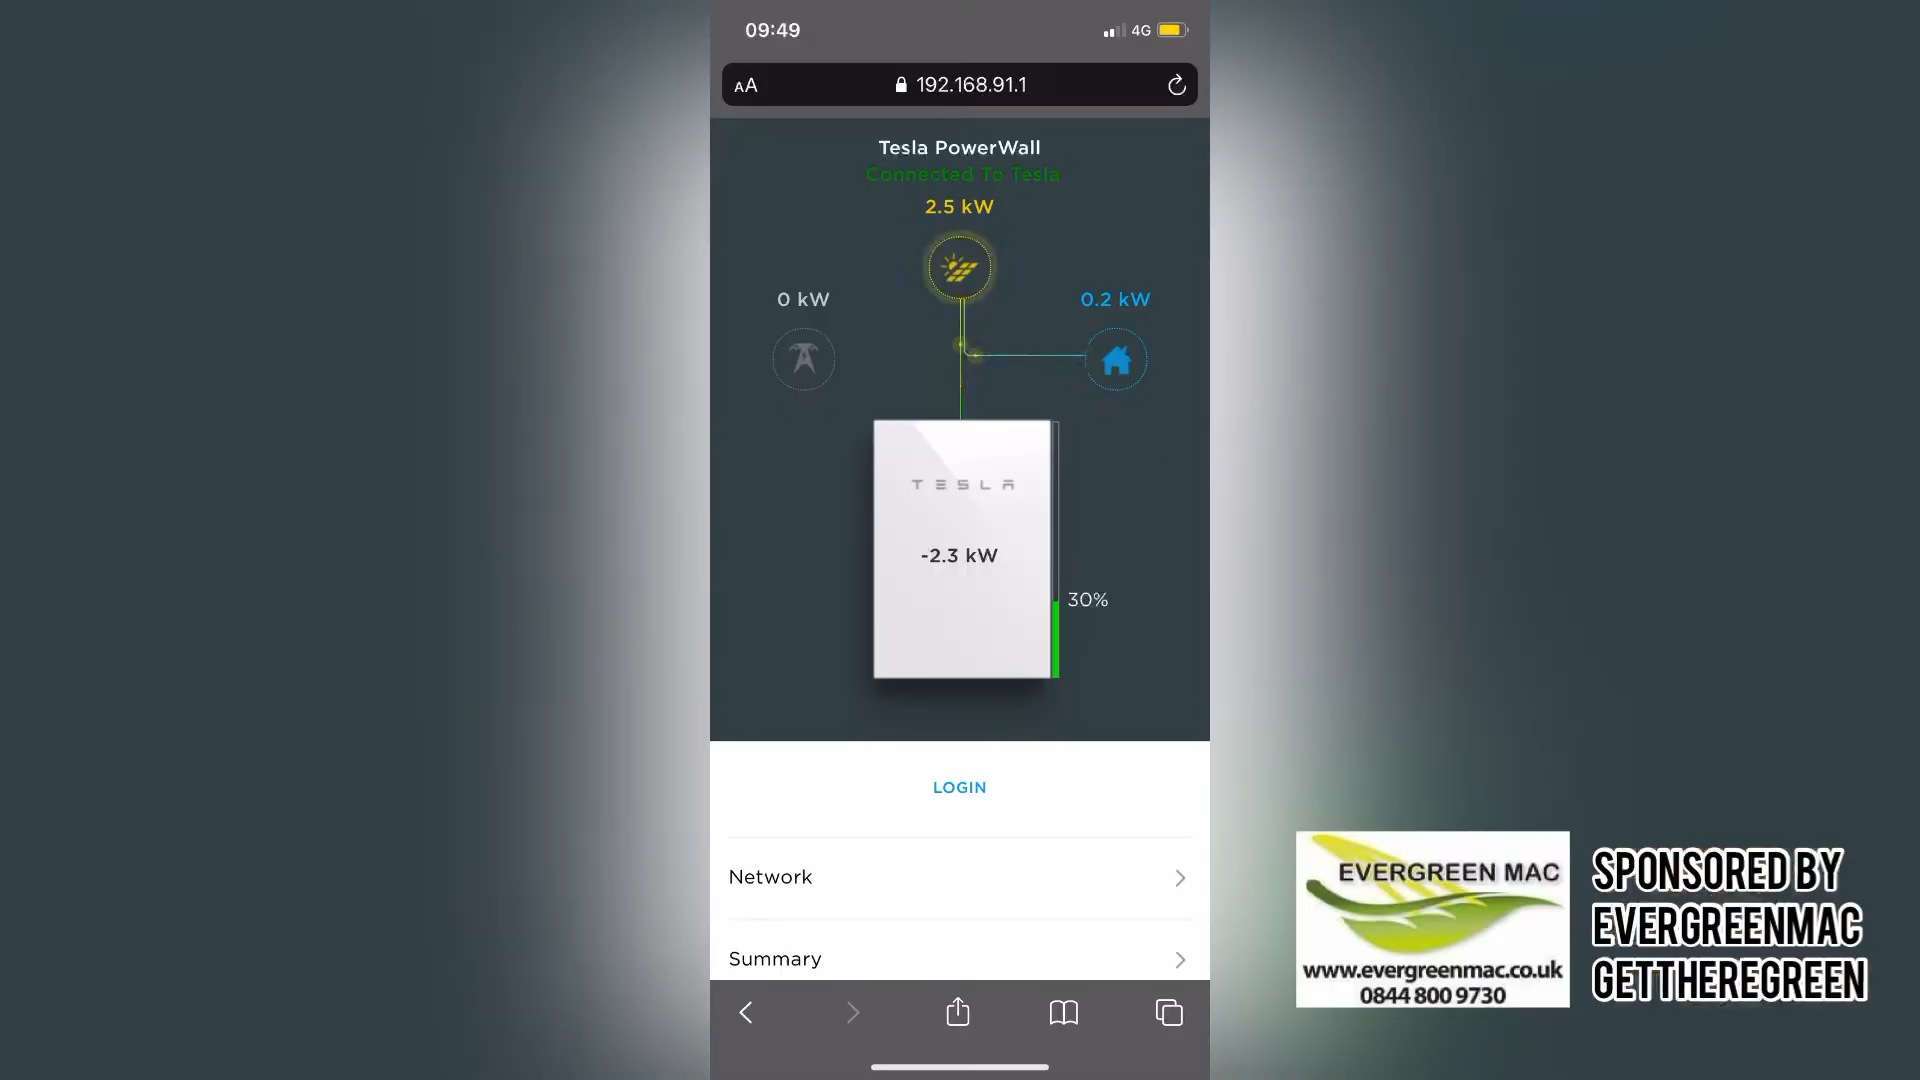 09:49
4G
AA
192.168.91.1
Tesla PowerWall
Connected To Tesla
2.5 kW
0 kW
0.2 kW
TESLA
-2.3 kW
30%
LOGIN
Network
Summary
EVERGREEN MAC
www.evergreenmac.co.uk
0844 800 9730
SPONSORED BY
EVERGREENMAC
GETTHEREGREEN